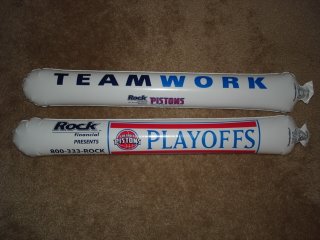 TEAMWORK
Rock
PISTONS
Rock
Financial
PRESENTS
800-333-ROCK
PISTONS
PLAYOFFS